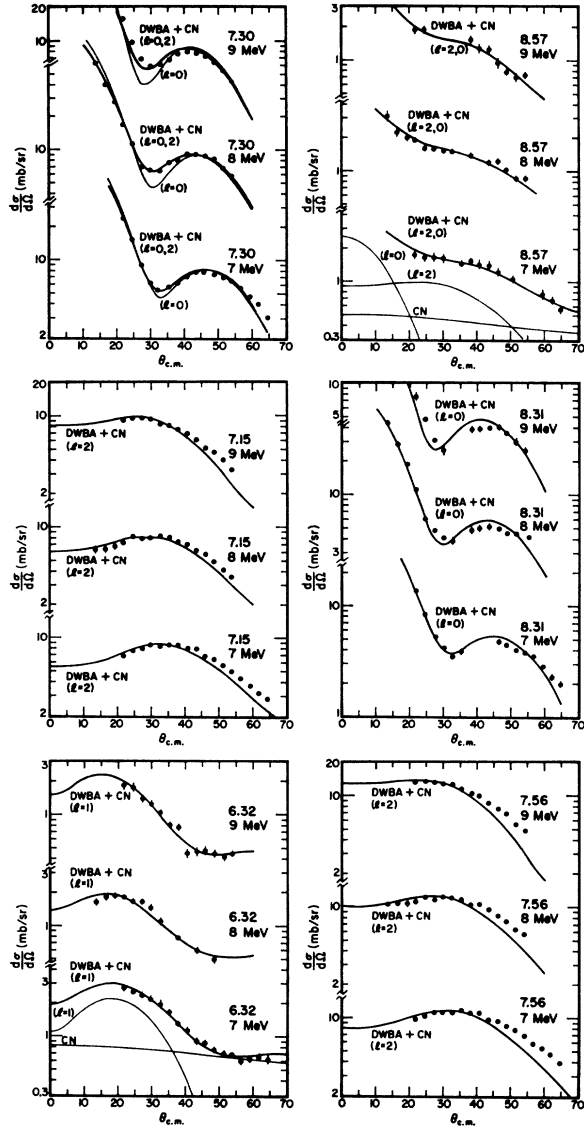 20
10
DWBA + CN
(ℓ=0,2)
(ℓ=0)
7.30
9 MeV
10
DWBA + CN
(ℓ=0,2)
(ℓ=0)
7.30
8 MeV
10
DWBA + CN
(ℓ=0,2)
(ℓ=0)
7.30
7 MeV
2
dσ/dΩ (mb/sr)
0 10 20 30 40 50 60 70
θc.m.
3
DWBA + CN
(ℓ=2,0)
8.57
9 MeV
1
DWBA + CN
(ℓ=2,0)
8.57
8 MeV
1
DWBA + CN
(ℓ=2,0)
(ℓ=0)
(ℓ=2)
8.57
7 MeV
1
CN
0.3
dσ/dΩ (mb/sr)
0 10 20 30 40 50 60 70
θc.m.
20
10
DWBA + CN
(ℓ=2)
7.15
9 MeV
2
10
DWBA + CN
(ℓ=2)
7.15
8 MeV
2
10
DWBA + CN
(ℓ=2)
7.15
7 MeV
2
dσ/dΩ (mb/sr)
0 10 20 30 40 50 60 70
θc.m.
10
5
DWBA + CN
(ℓ=0)
8.31
9 MeV
DWBA + CN
(ℓ=0)
8.31
8 MeV
5
2
DWBA + CN
(ℓ=0)
8.31
7 MeV
5
1
dσ/dΩ (mb/sr)
0 10 20 30 40 50 60 70
θc.m.
3
DWBA + CN
(ℓ=1)
6.32
9 MeV
1
3
DWBA + CN
(ℓ=1)
6.32
8 MeV
1
3
DWBA + CN
(ℓ=1)
(ℓ=1)
6.32
7 MeV
1
CN
0.3
dσ/dΩ (mb/sr)
0 10 20 30 40 50 60 70
θc.m.
20
10
DWBA + CN
(ℓ=2)
7.56
9 MeV
2
10
DWBA + CN
(ℓ=2)
7.56
8 MeV
2
10
DWBA + CN
(ℓ=2)
7.56
7 MeV
2
dσ/dΩ (mb/sr)
0 10 20 30 40 50 60 70
θc.m.